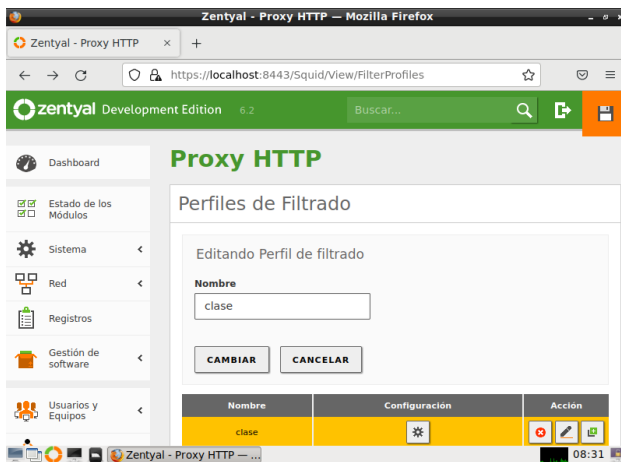 Zentyal - Proxy HTTP — Mozilla Firefox
Zentyal - Proxy HTTP × +
https://localhost:8443/Squid/View/FilterProfiles
zentyal Development Edition 6.2 Buscar...
Dashboard
Estado de los
Módulos
Sistema
Red
Registros
Gestión de
software
Usuarios y
Equipos
Proxy HTTP
Perfiles de Filtrado
Editando Perfil de filtrado
Nombre
clase
CAMBIAR CANCELAR
Nombre Configuración Acción
clase
Zentyal - Proxy HTTP — ... 08:31